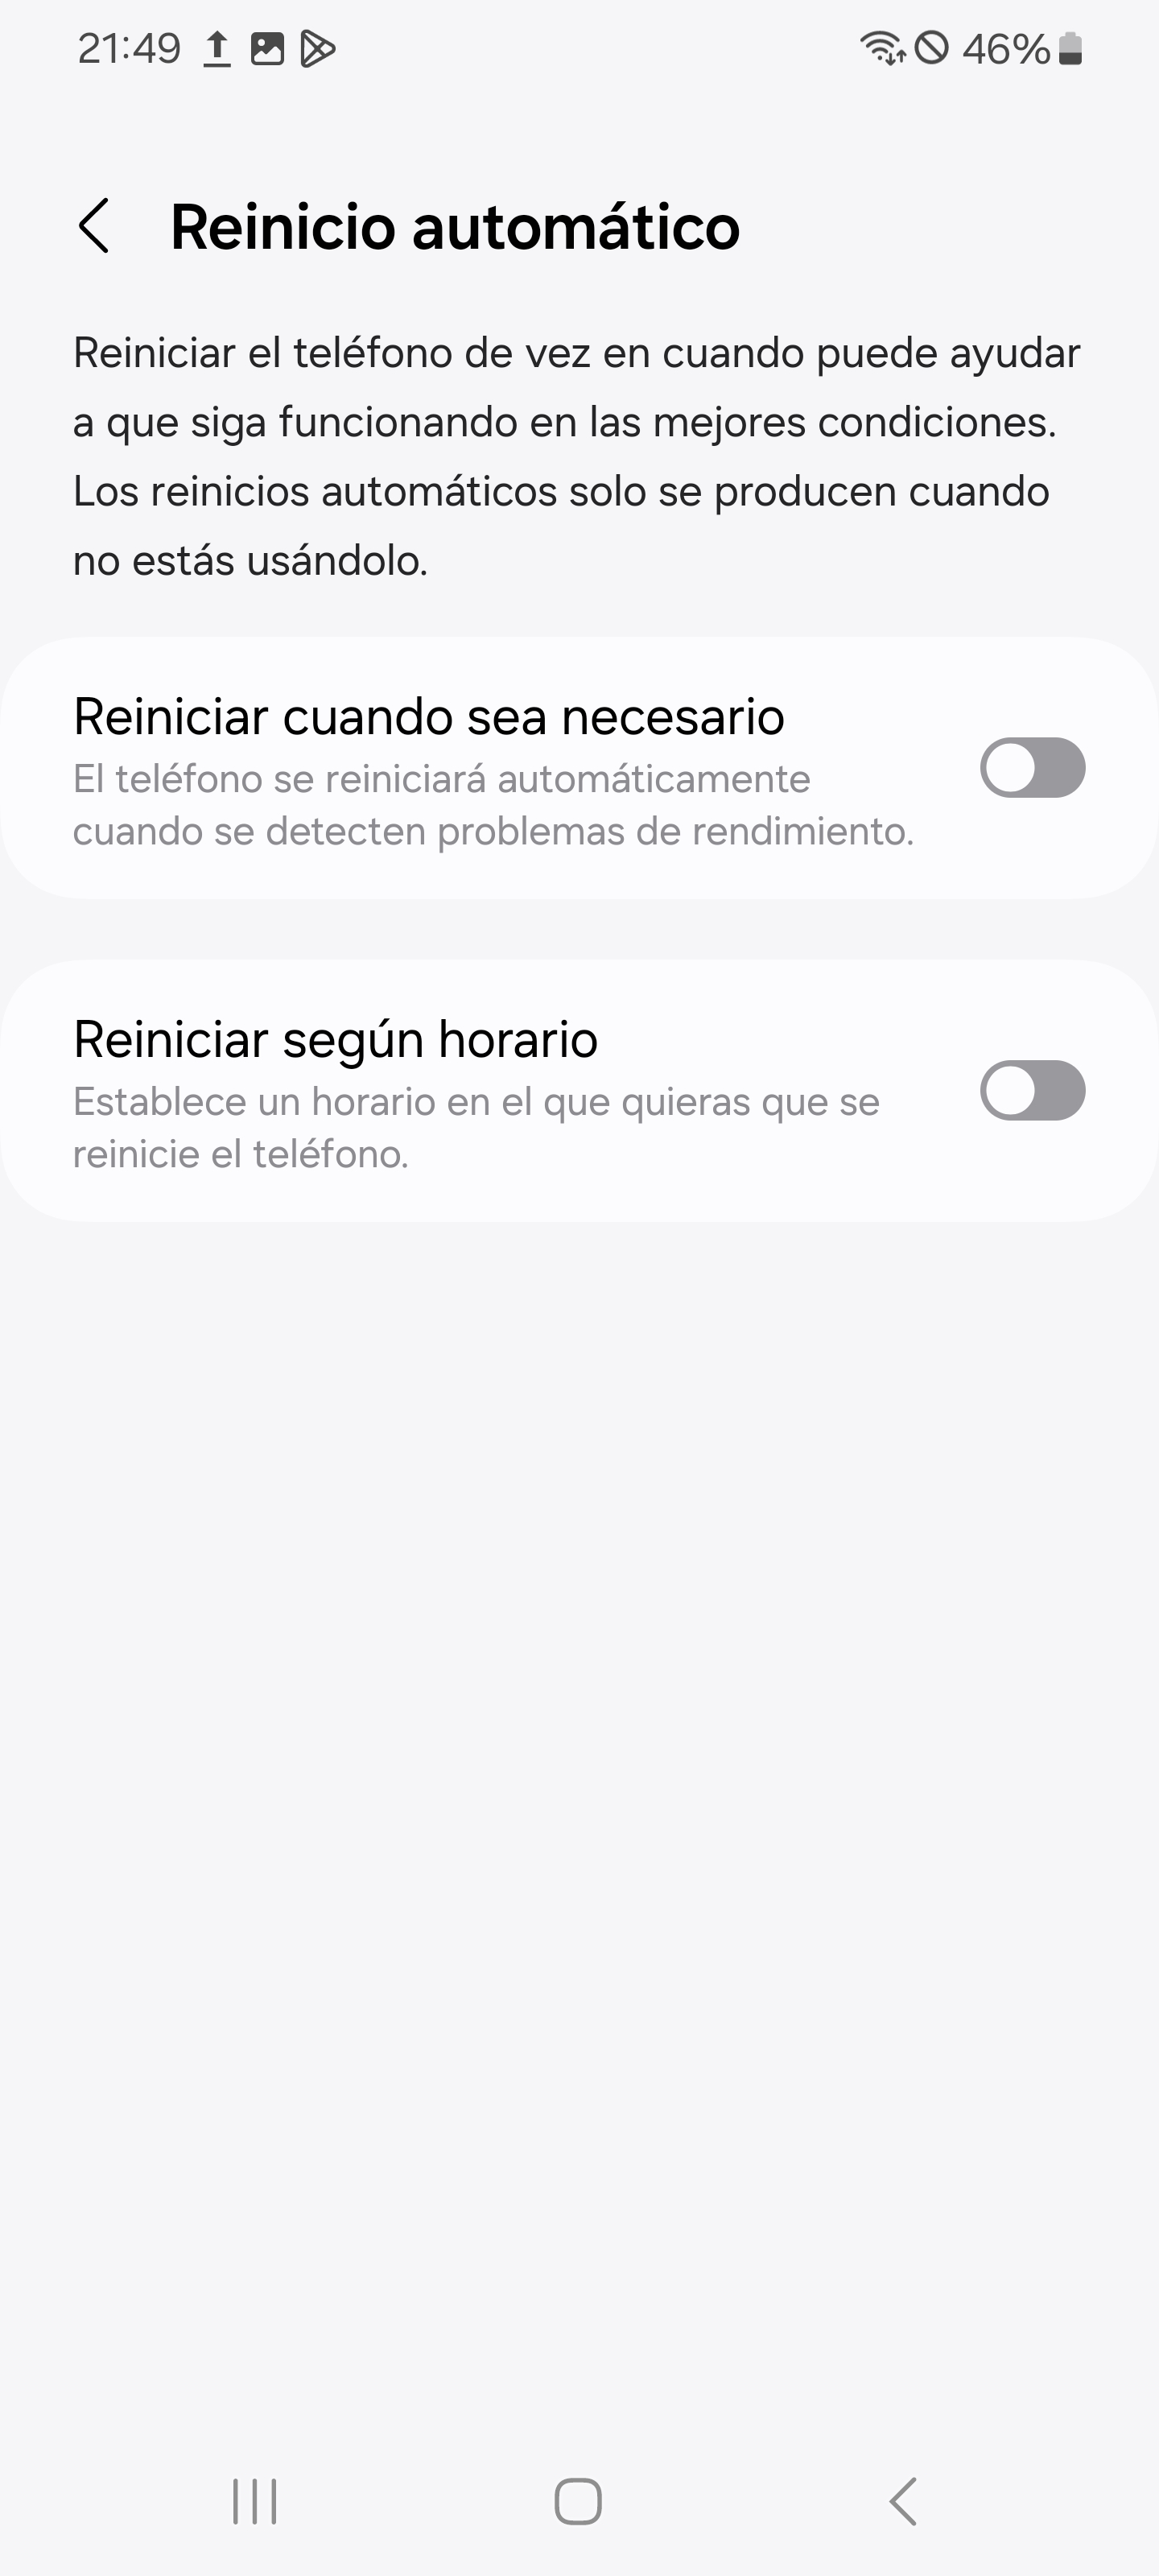 21:49
46%
Reinicio automático
Reiniciar el teléfono de vez en cuando puede ayudar
a que siga funcionando en las mejores condiciones.
Los reinicios automáticos solo se producen cuando
no estás usándolo.
Reiniciar cuando sea necesario
El teléfono se reiniciará automáticamente
cuando se detecten problemas de rendimiento.
Reiniciar según horario
Establece un horario en el que quieras que se
reinicie el teléfono.